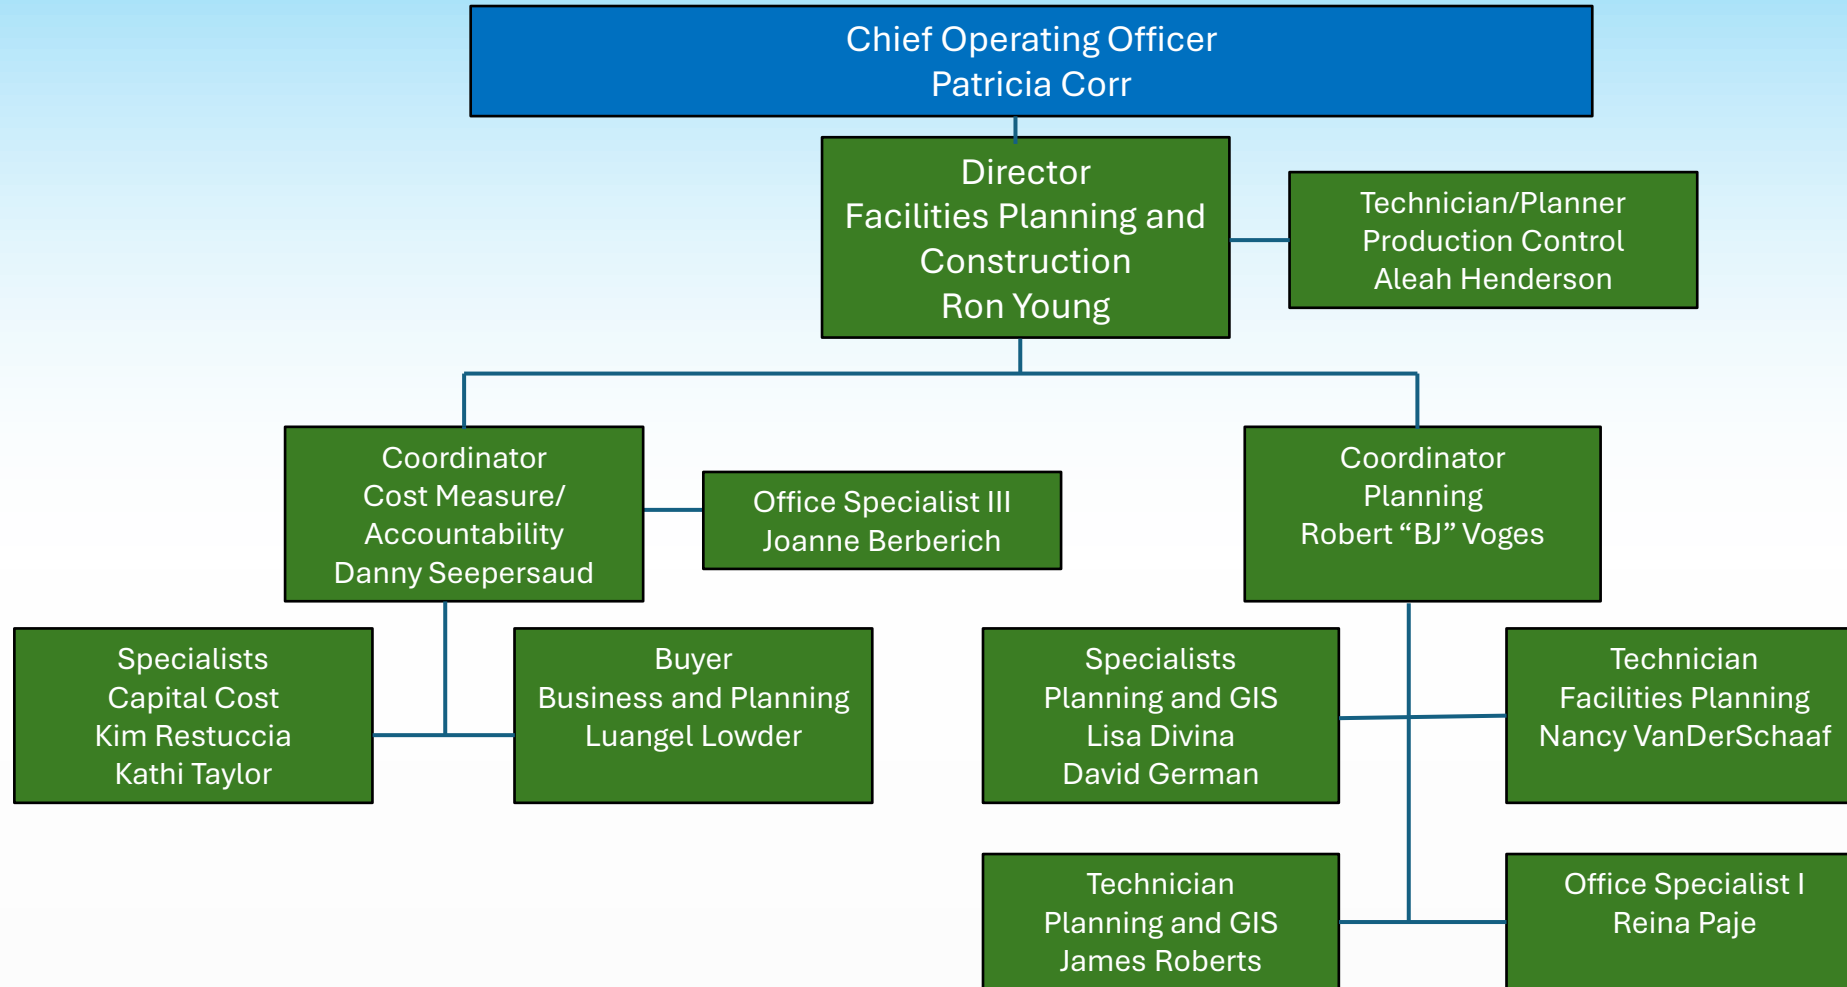 Chief Operating Officer
Patricia Corr
Director
Facilities Planning and
Construction
Ron Young
Technician/Planner
Production Control
Aleah Henderson
Coordinator
Cost Measure/
Accountability
Danny Seepersaud
Office Specialist III
Joanne Berberich
Coordinator
Planning
Robert “BJ” Voges
Specialists
Capital Cost
Kim Restuccia
Kathi Taylor
Buyer
Business and Planning
Luangel Lowder
Specialists
Planning and GIS
Lisa Divina
David German
Technician
Facilities Planning
Nancy VanDerSchaaf
Technician
Planning and GIS
James Roberts
Office Specialist I
Reina Paje